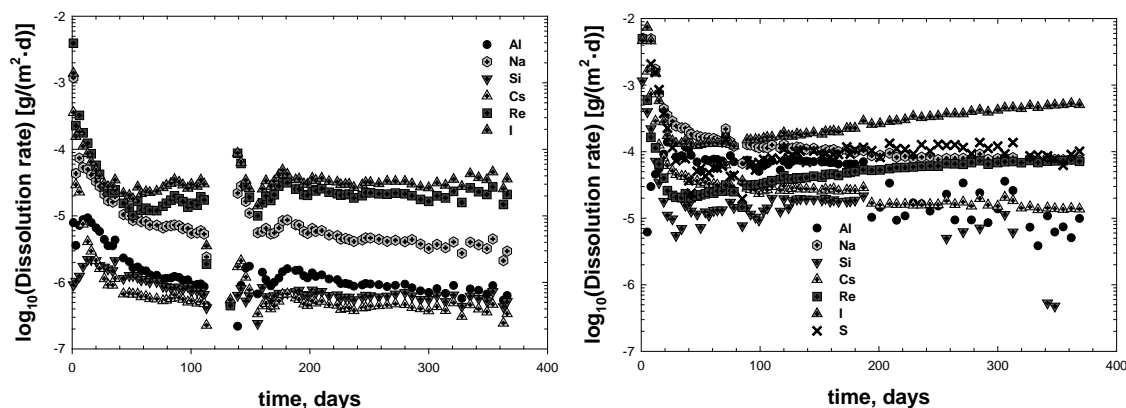 log10(Dissolution rate) [g/(m²·d)]
-2
-3
-4
-5
-6
-7
0
100
200
300
400
time, days
Al
Na
Si
Cs
Re
I
log10(Dissolution rate) [g/(m²·d)]
-2
-3
-4
-5
-6
-7
0
100
200
300
400
time, days
Al
Na
Si
Cs
Re
I
S